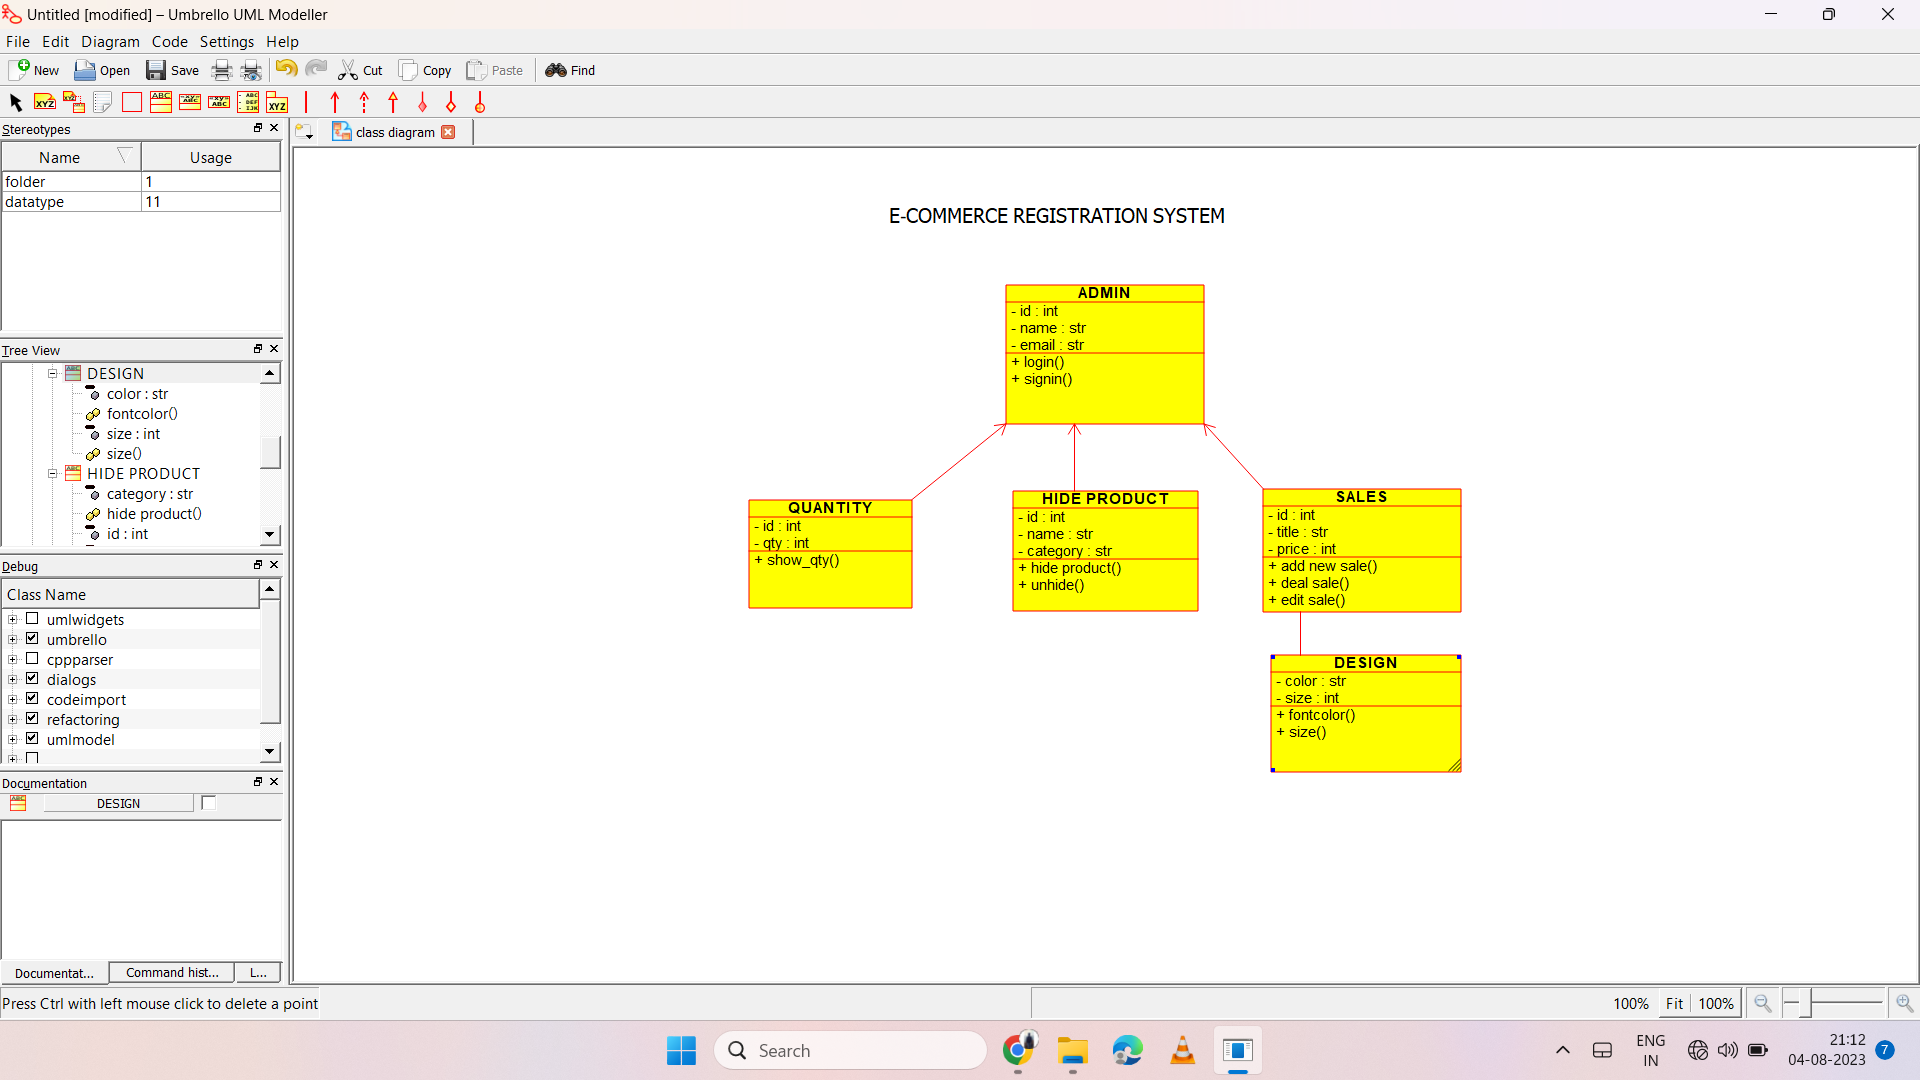 Untitled [modified] – Umbrello UML Modeller
File Edit Diagram Code Settings Help
New Open Save Cut Copy Paste Find
Stereotypes
class diagram
Name Usage
folder 1
datatype 11
Tree View
DESIGN
color : str
fontcolor()
size : int
size()
HIDE PRODUCT
category : str
hide product()
id : int
Debug
Class Name
umlwidgets
umbrello
cppparser
dialogs
codeimport
refactoring
umlmodel
Documentation
DESIGN
Documentat...
Command hist...
L...
E-COMMERCE REGISTRATION SYSTEM
ADMIN
- id : int
- name : str
- email : str
+ login()
+ signin()
QUANTITY
- id : int
- qty : int
+ show_qty()
HIDE PRODUCT
- id : int
- name : str
- category : str
+ hide product()
+ unhide()
SALES
- id : int
- title : str
- price : int
+ add new sale()
+ deal sale()
+ edit sale()
DESIGN
- color : str
- size : int
+ fontcolor()
+ size()
Press Ctrl with left mouse click to delete a point
100% Fit 100%
Search
ENG
IN
21:12
04-08-2023
7